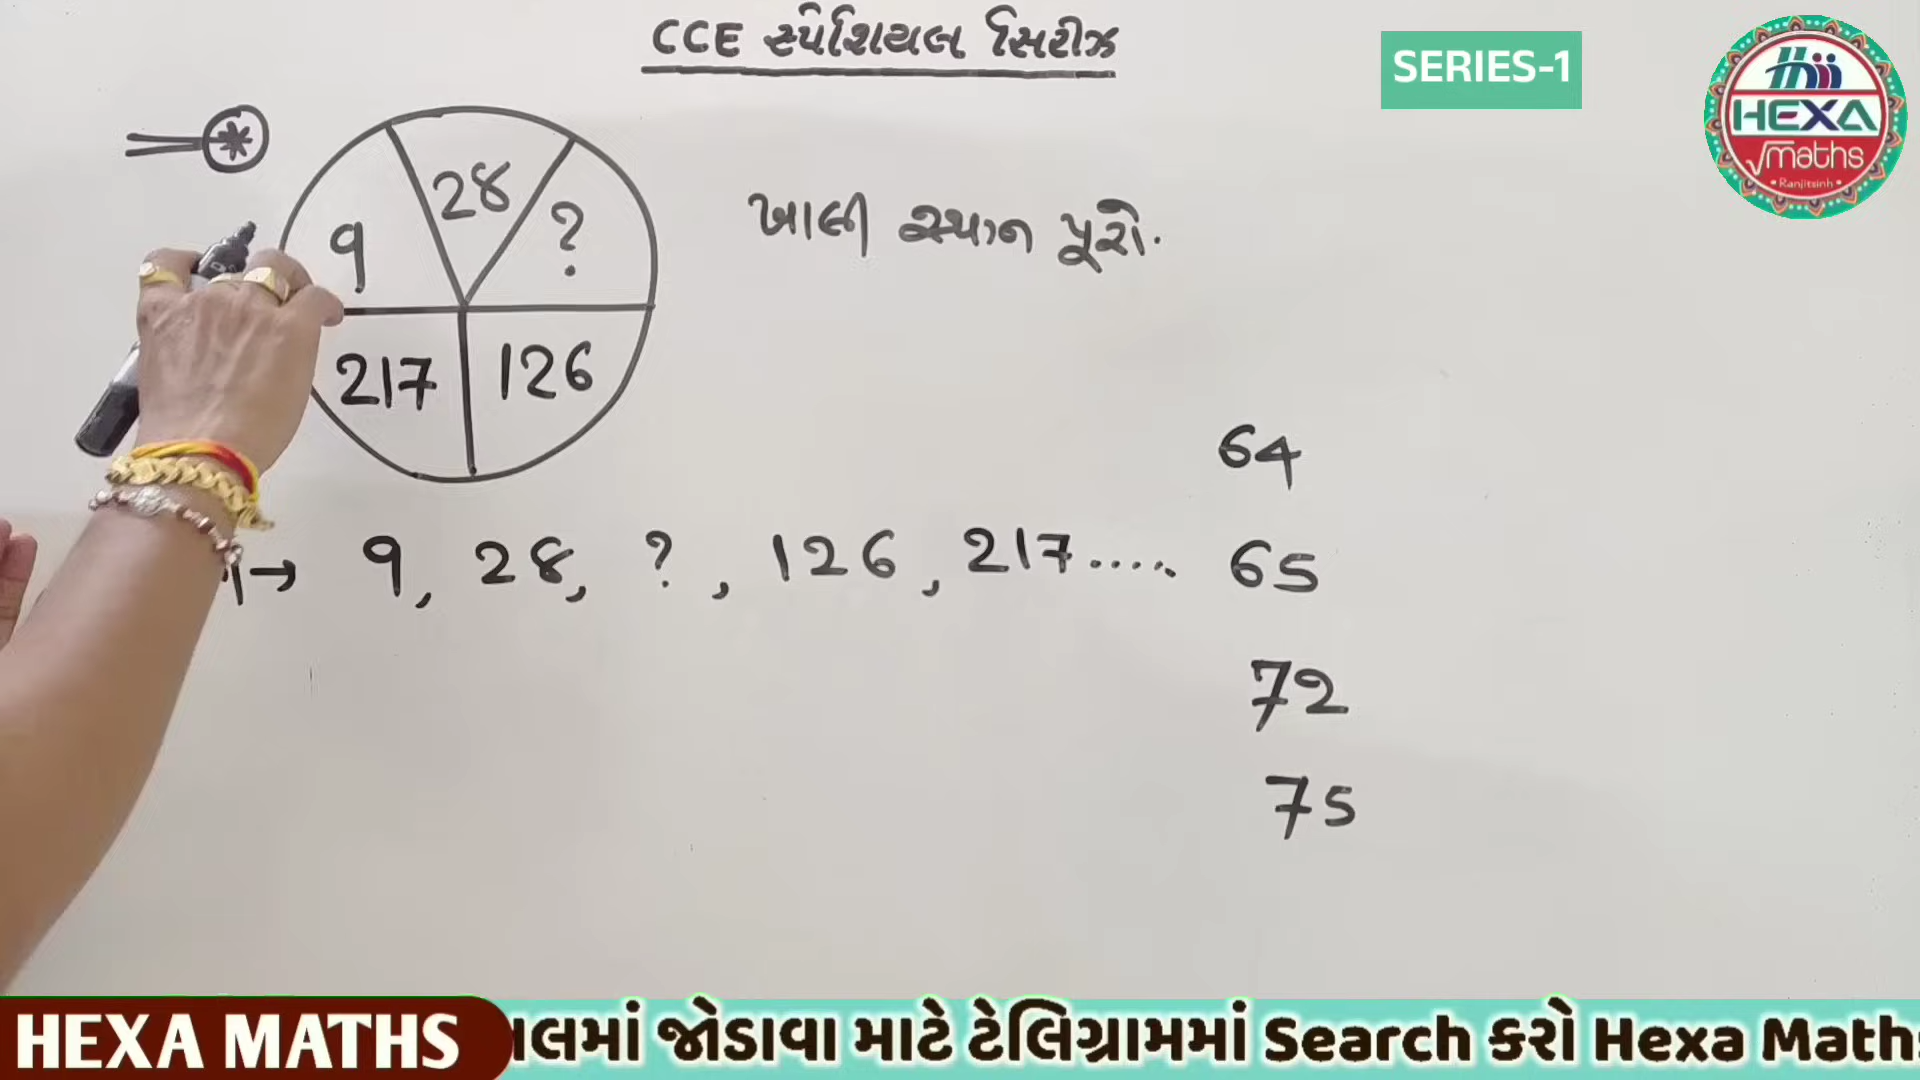 CCE સ્પેશિયલ સિરીઝ
SERIES-1
HEXA
√maths
• Ranjitsinh •
9
28
?
217
126
ખાલી સ્થાન પૂરો.
64
→ 9, 28, ?, 126, 217.....
65
72
75
HEXA MATHS
લમાં જોડાવા માટે ટેલિગ્રામમાં Search કરો Hexa Maths